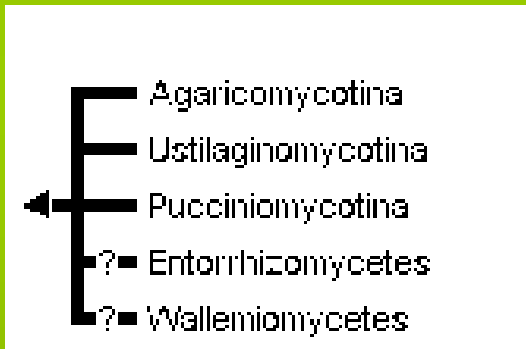 Agaricomycotina
Ustilaginomycotina
Pucciniomycotina
? Entorrhizomycetes
? Wallemiomycetes